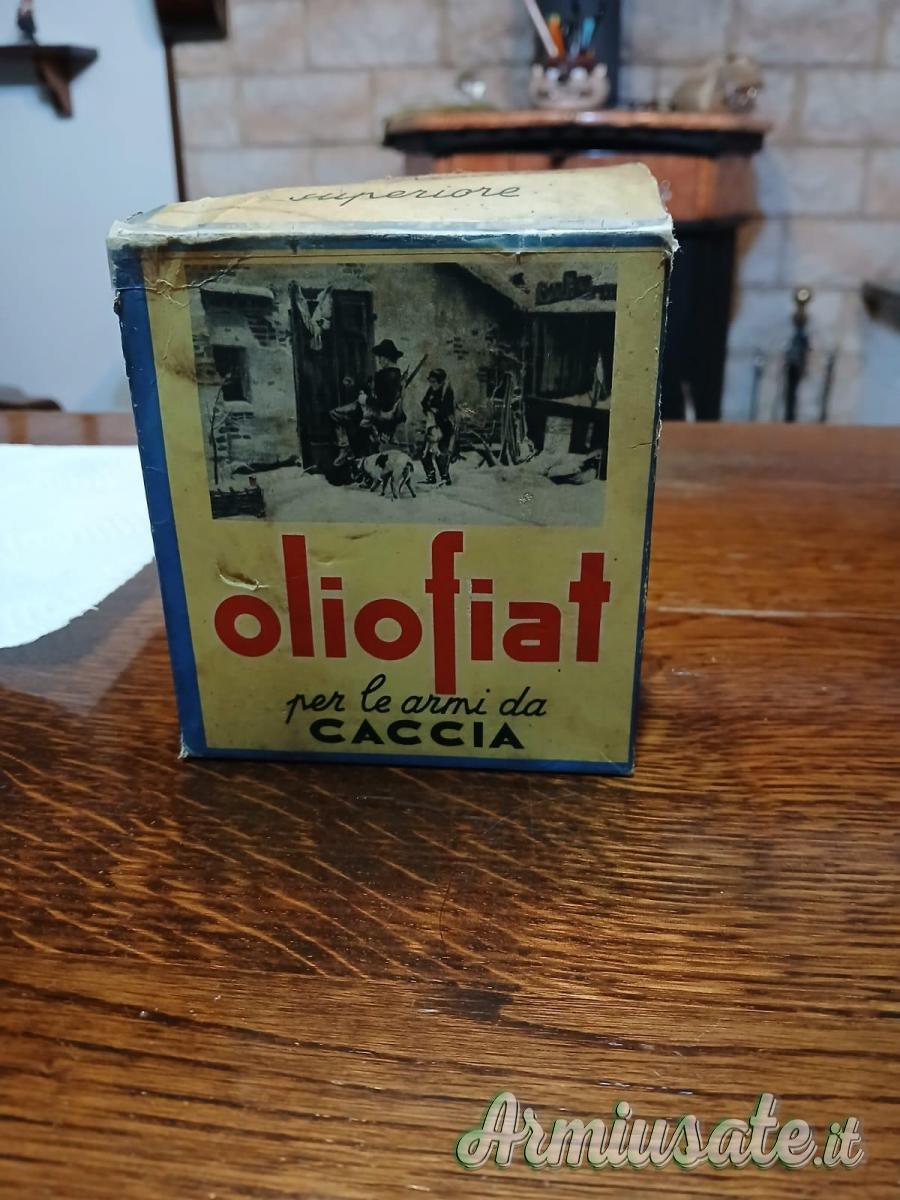 superiore
oliofiat
per le armi da
CACCIA
Armiusate.it